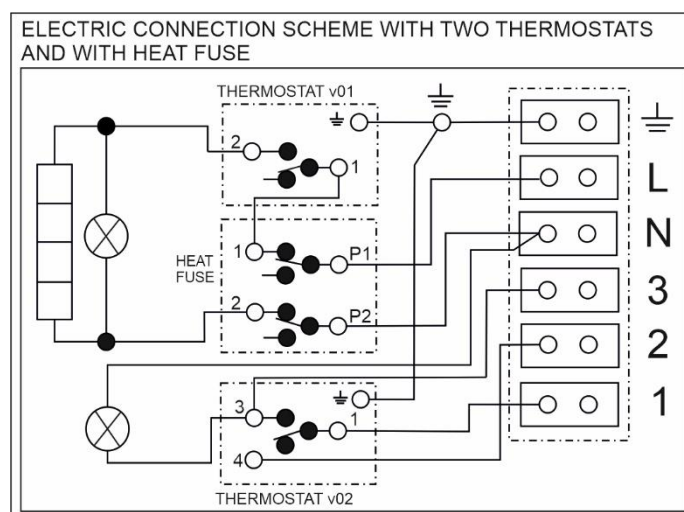 ELECTRIC CONNECTION SCHEME WITH TWO THERMOSTATS
AND WITH HEAT FUSE
THERMOSTAT v01
2
1
L
N
3
2
1
HEAT
FUSE
1
P1
2
P2
3
1
4
THERMOSTAT v02